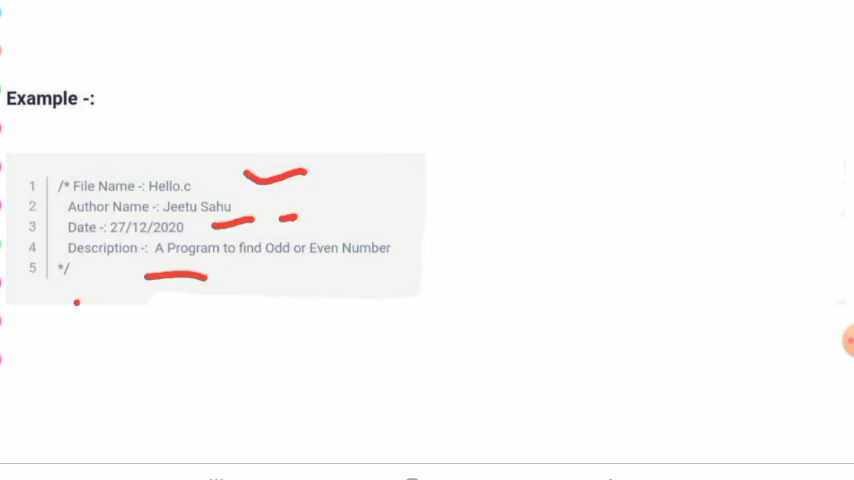 Example -:
1 /* File Name -: Hello.c
2 Author Name -: Jeetu Sahu
3 Date -: 27/12/2020
4 Description -: A Program to find Odd or Even Number
5 */